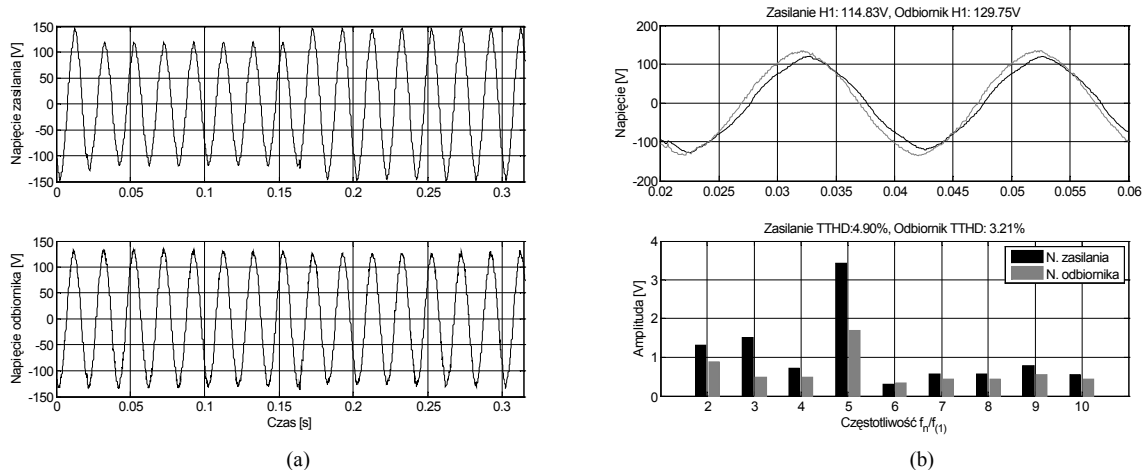 150
100
50
0
-50
-100
-150
0 0.05 0.1 0.15 0.2 0.25 0.3
Napięcie zasiania [V]
150
100
50
0
-50
-100
-150
0 0.05 0.1 0.15 0.2 0.25 0.3
Napięcie odbiornika [V]
Czas [s]
(a)
Zasilanie H1: 114.83V, Odbiornik H1: 129.75V
200
100
0
-100
-200
0.02 0.025 0.03 0.035 0.04 0.045 0.05 0.055 0.06
Napięcie [V]
Zasilanie TTHD:4.90%, Odbiornik TTHD: 3.21%
4
3
2
1
0
2 3 4 5 6 7 8 9 10
Amplituda [V]
N. zasilania
N. odbiornika
Częstotliwość fn/f(1)
(b)